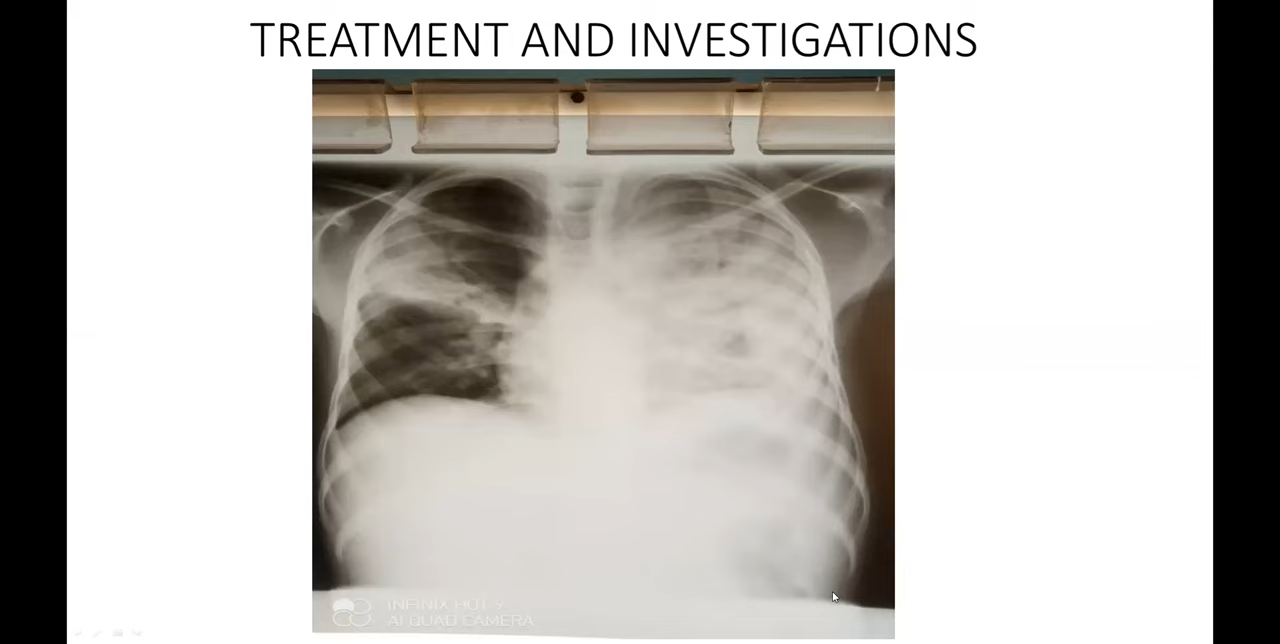 TREATMENT AND INVESTIGATIONS
INFINIX HOT 9
AI QUAD CAMERA